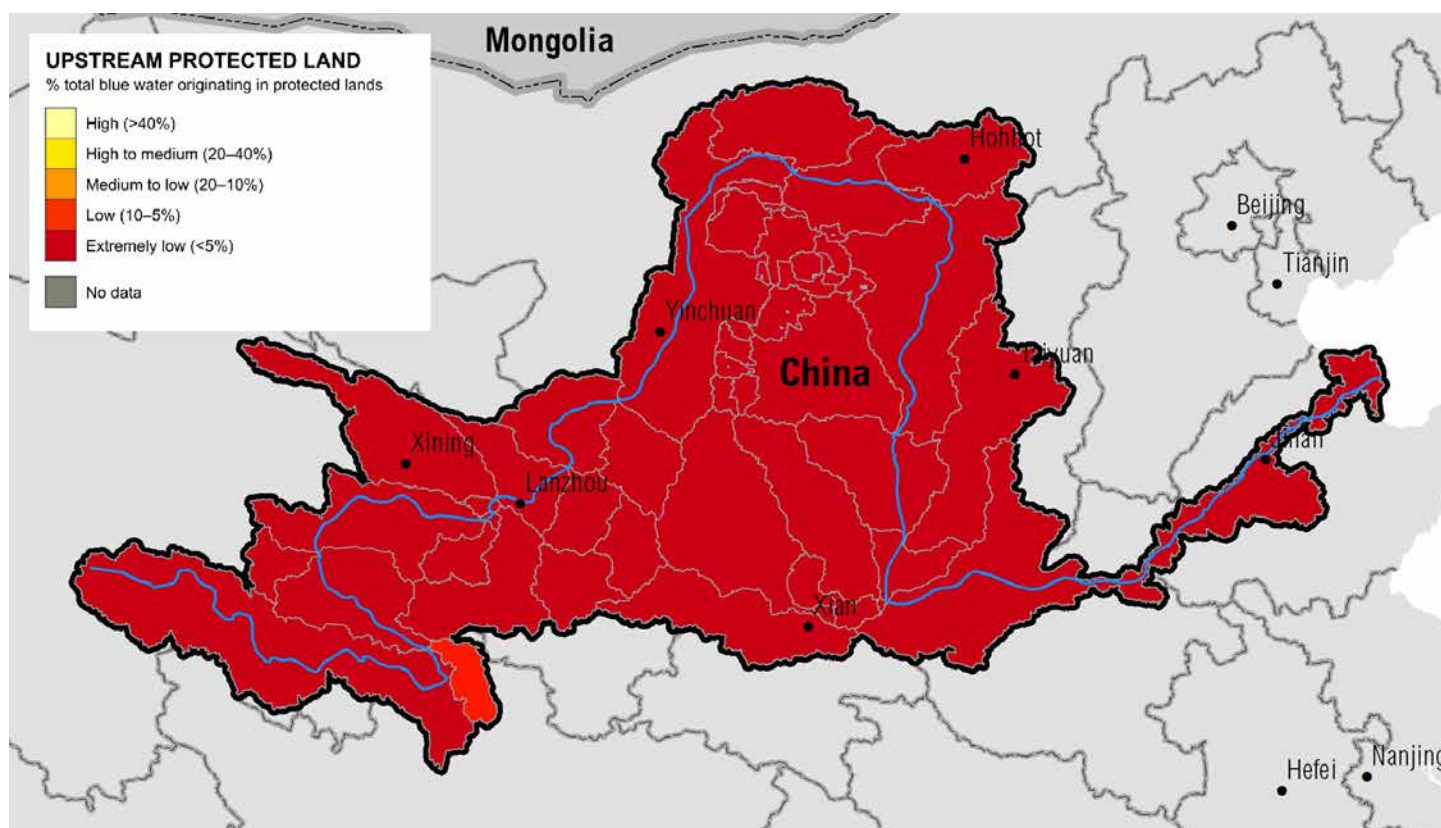 Mongolia
UPSTREAM PROTECTED LAND
% total blue water originating in protected lands
High (>40%)
High to medium (20–40%)
Medium to low (20–10%)
Low (10–5%)
Extremely low (<5%)
No data
Hohhot
Beijing
Tianjin
Yinchuan
Taiyuan
China
Jinan
Xining
Lanzhou
Xian
Nanjing
Hefei